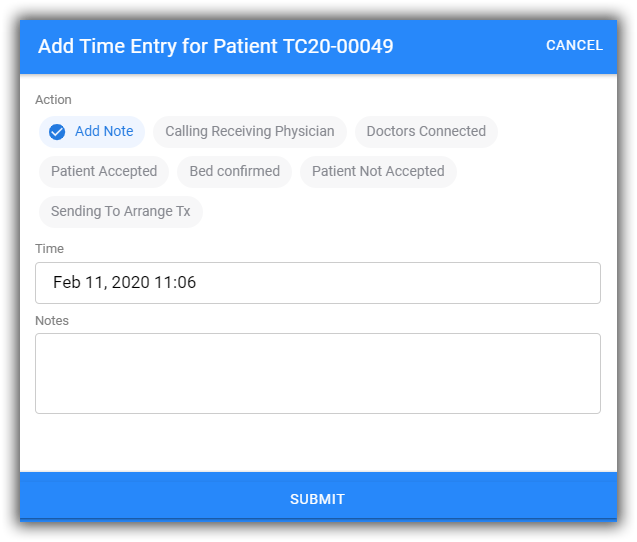 Add Time Entry for Patient TC20-00049 CANCEL
Action
Add Note Calling Receiving Physician Doctors Connected
Patient Accepted Bed confirmed Patient Not Accepted
Sending To Arrange Tx
Time
Feb 11, 2020 11:06
Notes
SUBMIT